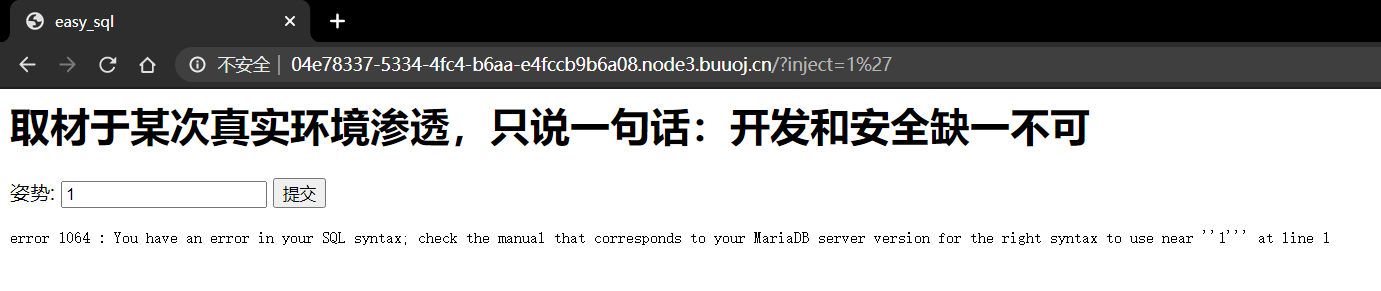 easy_sql
不安全 | 04e78337-5334-4fc4-b6aa-e4fccb9b6a08.node3.buuoj.cn/?inject=1%27
取材于某次真实环境渗透，只说一句话：开发和安全缺一不可
姿势: 1 提交
error 1064 : You have an error in your SQL syntax; check the manual that corresponds to your MariaDB server version for the right syntax to use near ''1''' at line 1